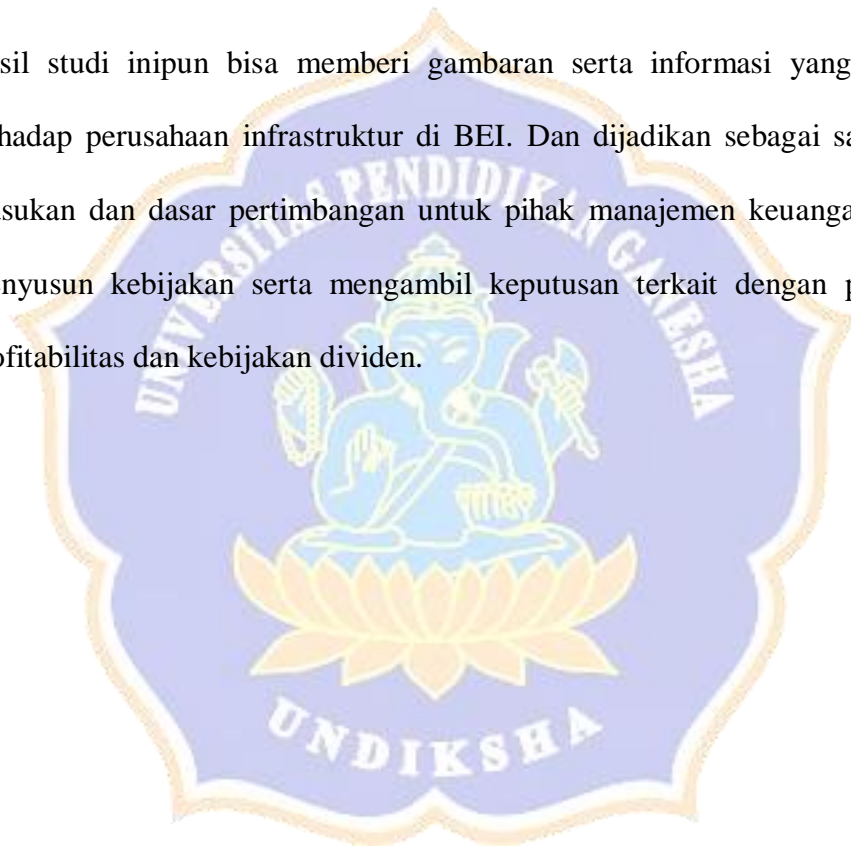 sil studi inipun bisa memberi gambaran serta informasi yang
hadap perusahaan infrastruktur di BEI. Dan dijadikan sebagai sa
sukan dan dasar pertimbangan untuk pihak manajemen keuanga
nyusun kebijakan serta mengambil keputusan terkait dengan p
ofitabilitas dan kebijakan dividen.
UNIVERSITAS PENDIDIKAN GANESHA
UNDIKSHA